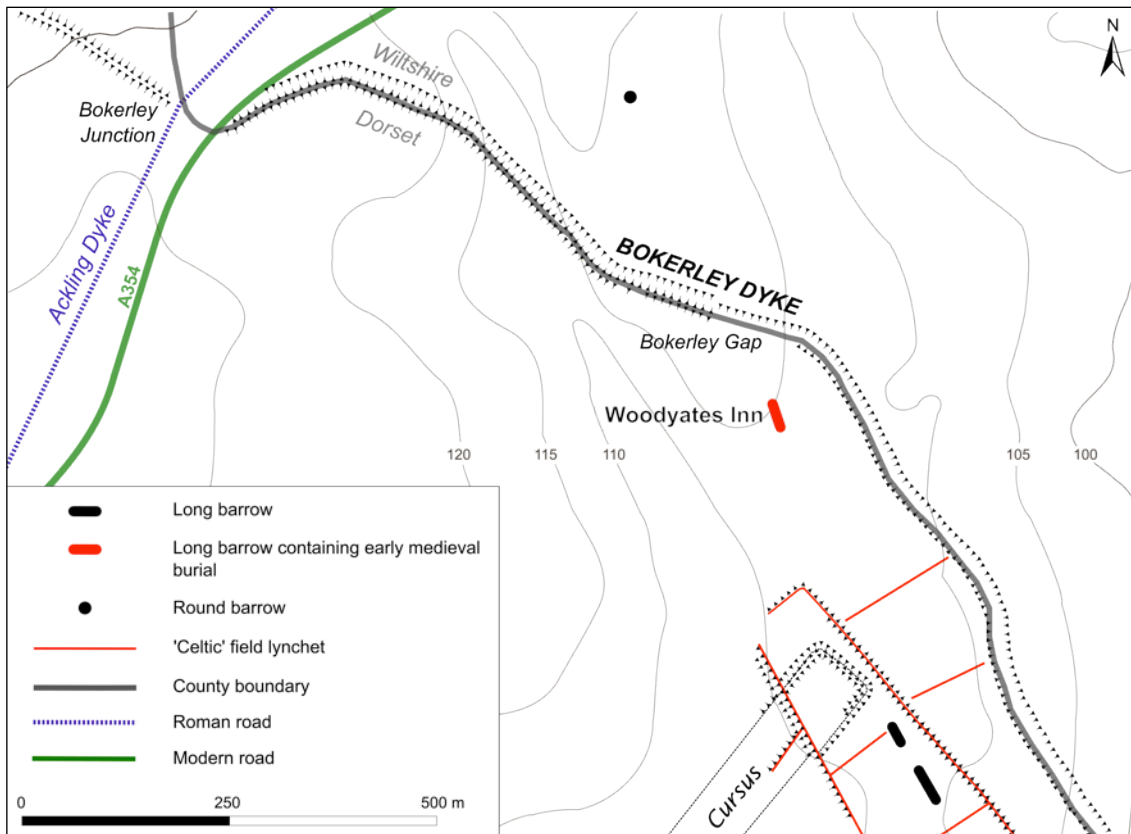 N
Wiltshire
Dorset
Bokerley
Junction
Ackling Dyke
A354
BOKERLEY DYKE
Bokerley Gap
Woodyates Inn
120
115
110
105
100
Cursus
Long barrow
Long barrow containing early medieval
burial
Round barrow
'Celtic' field lynchet
County boundary
Roman road
Modern road
0
250
500 m